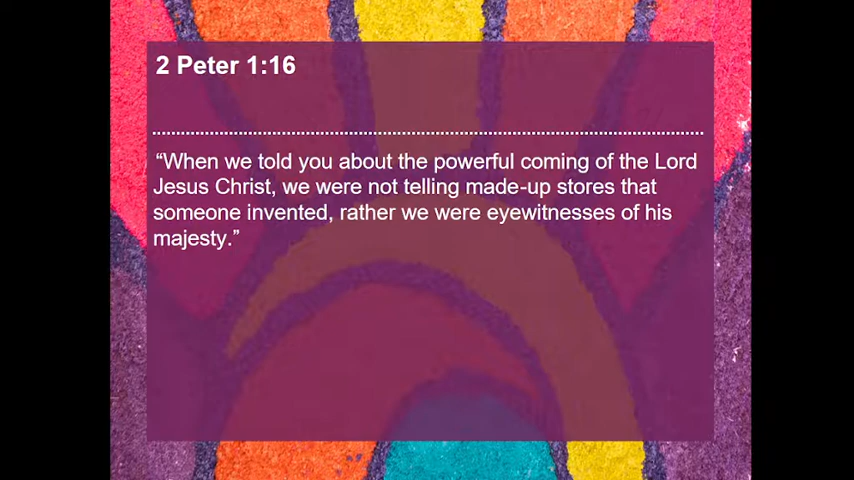 2 Peter 1:16
“When we told you about the powerful coming of the Lord
Jesus Christ, we were not telling made-up stores that
someone invented, rather we were eyewitnesses of his
majesty.”